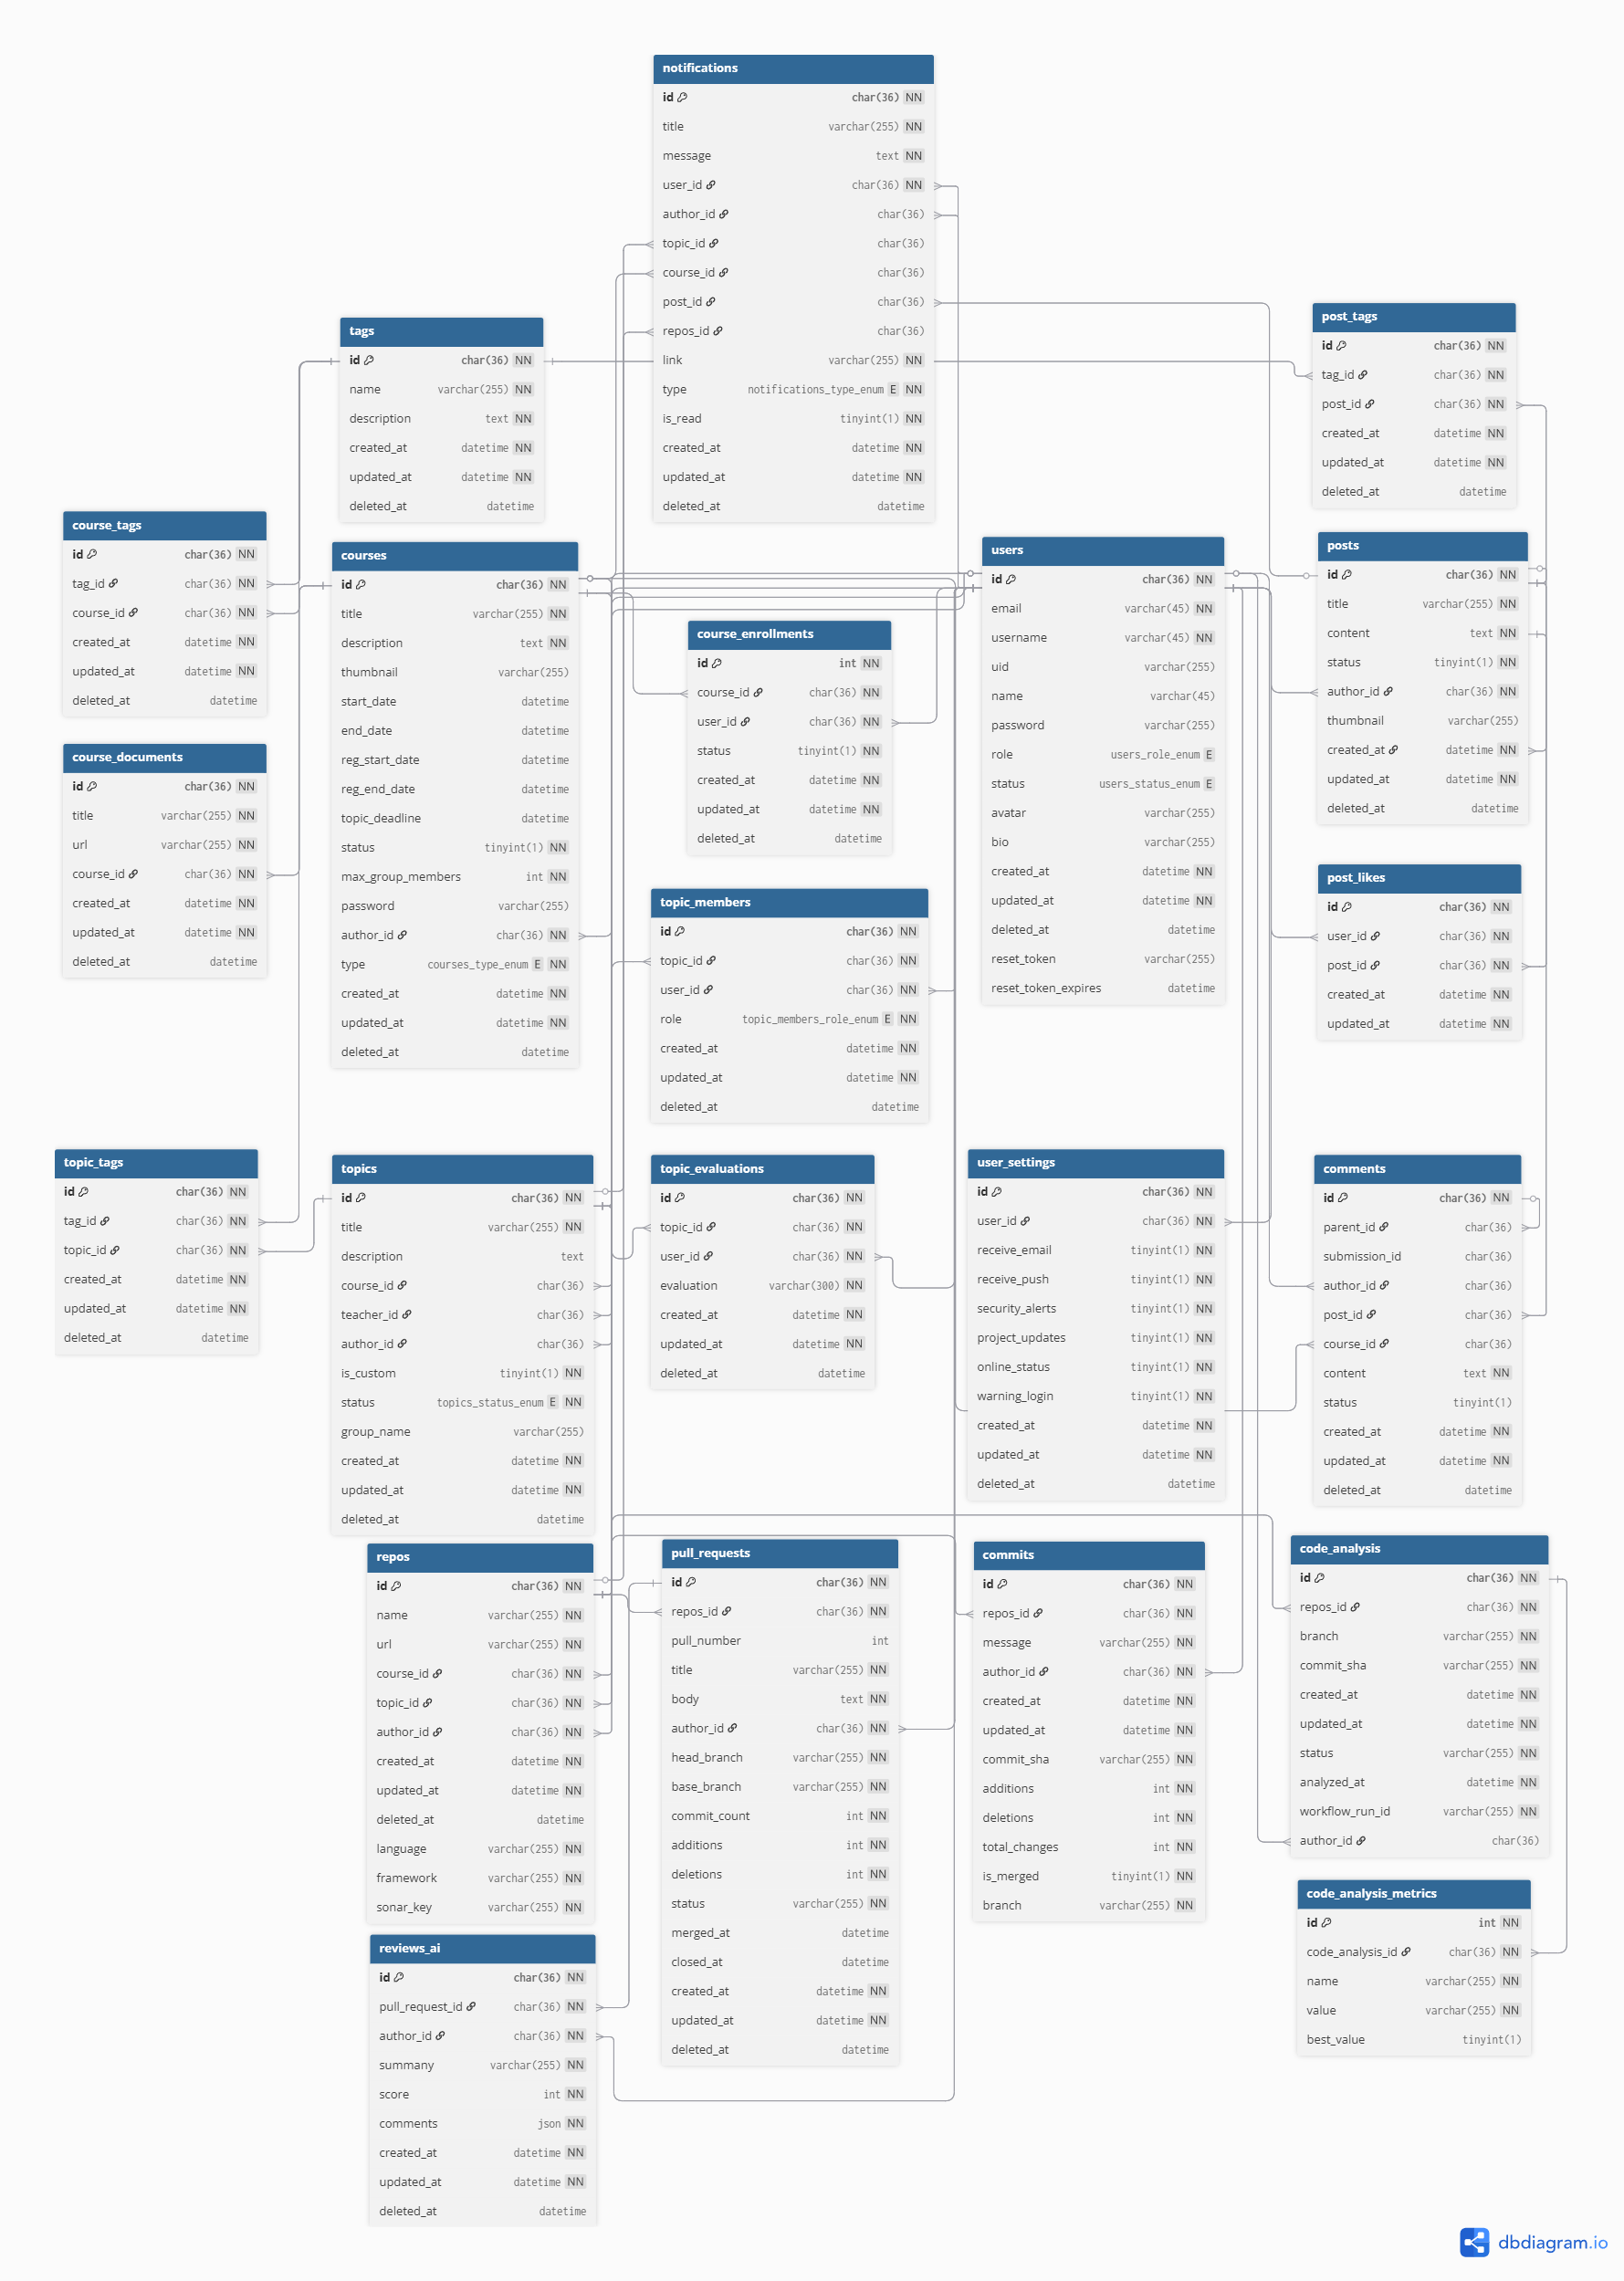 notifications
id char(36) NN
title varchar(255) NN
message text NN
user_id char(36) NN
author_id char(36)
topic_id char(36)
course_id char(36)
post_id char(36)
repos_id char(36)
link varchar(255) NN
type notifications_type_enum E NN
is_read tinyint(1) NN
created_at datetime NN
updated_at datetime NN
deleted_at datetime
tags
id char(36) NN
name varchar(255) NN
description text NN
created_at datetime NN
updated_at datetime NN
deleted_at datetime
post_tags
id char(36) NN
tag_id char(36) NN
post_id char(36) NN
created_at datetime NN
updated_at datetime NN
deleted_at datetime
course_tags
id char(36) NN
tag_id char(36) NN
course_id char(36) NN
created_at datetime NN
updated_at datetime NN
deleted_at datetime
courses
id char(36) NN
title varchar(255) NN
description text NN
thumbnail varchar(255)
start_date datetime
end_date datetime
reg_start_date datetime
reg_end_date datetime
topic_deadline datetime
status tinyint(1) NN
max_group_members int NN
password varchar(255)
author_id char(36) NN
type courses_type_enum E NN
created_at datetime NN
updated_at datetime NN
deleted_at datetime
course_enrollments
id int NN
course_id char(36) NN
user_id char(36) NN
status tinyint(1) NN
created_at datetime NN
updated_at datetime NN
deleted_at datetime
users
id char(36) NN
email varchar(45) NN
username varchar(45) NN
uid varchar(255)
name varchar(45)
password varchar(255)
role users_role_enum E
status users_status_enum E
avatar varchar(255)
bio varchar(255)
created_at datetime NN
updated_at datetime NN
deleted_at datetime
reset_token varchar(255)
reset_token_expires datetime
posts
id char(36) NN
title varchar(255) NN
content text NN
status tinyint(1) NN
author_id char(36) NN
thumbnail varchar(255)
created_at datetime NN
updated_at datetime NN
deleted_at datetime
course_documents
id char(36) NN
title varchar(255) NN
url varchar(255) NN
course_id char(36) NN
created_at datetime NN
updated_at datetime NN
deleted_at datetime
topic_members
id char(36) NN
topic_id char(36) NN
user_id char(36) NN
role topic_members_role_enum E NN
created_at datetime NN
updated_at datetime NN
deleted_at datetime
post_likes
id char(36) NN
user_id char(36) NN
post_id char(36) NN
created_at datetime NN
updated_at datetime NN
topic_tags
id char(36) NN
tag_id char(36) NN
topic_id char(36) NN
created_at datetime NN
updated_at datetime NN
deleted_at datetime
topics
id char(36) NN
title varchar(255) NN
description text
course_id char(36)
teacher_id char(36)
author_id char(36)
is_custom tinyint(1) NN
status topics_status_enum E NN
group_name varchar(255)
created_at datetime NN
updated_at datetime NN
deleted_at datetime
topic_evaluations
id char(36) NN
topic_id char(36) NN
user_id char(36) NN
evaluation varchar(300) NN
created_at datetime NN
updated_at datetime NN
deleted_at datetime
user_settings
id char(36) NN
user_id char(36) NN
receive_email tinyint(1) NN
receive_push tinyint(1) NN
security_alerts tinyint(1) NN
project_updates tinyint(1) NN
online_status tinyint(1) NN
warning_login tinyint(1) NN
created_at datetime NN
updated_at datetime NN
deleted_at datetime
comments
id char(36) NN
parent_id char(36)
submission_id char(36)
author_id char(36)
post_id char(36)
course_id char(36)
content text NN
status tinyint(1)
created_at datetime NN
updated_at datetime NN
deleted_at datetime
repos
id char(36) NN
name varchar(255) NN
url varchar(255) NN
course_id char(36) NN
topic_id char(36) NN
author_id char(36) NN
created_at datetime NN
updated_at datetime NN
deleted_at datetime
language varchar(255) NN
framework varchar(255) NN
sonar_key varchar(255) NN
pull_requests
id char(36) NN
repos_id char(36) NN
pull_number int
title varchar(255) NN
body text NN
author_id char(36) NN
head_branch varchar(255) NN
base_branch varchar(255) NN
commit_count int NN
additions int NN
deletions int NN
status varchar(255) NN
merged_at datetime
closed_at datetime
created_at datetime NN
updated_at datetime NN
deleted_at datetime
commits
id char(36) NN
repos_id char(36) NN
message varchar(255) NN
author_id char(36) NN
created_at datetime NN
updated_at datetime NN
commit_sha varchar(255) NN
additions int NN
deletions int NN
total_changes int NN
is_merged tinyint(1) NN
branch varchar(255) NN
code_analysis
id char(36) NN
repos_id char(36) NN
branch varchar(255) NN
commit_sha varchar(255) NN
created_at datetime NN
updated_at datetime NN
status varchar(255) NN
analyzed_at datetime NN
workflow_run_id varchar(255) NN
author_id char(36)
code_analysis_metrics
id int NN
code_analysis_id char(36) NN
name varchar(255) NN
value varchar(255) NN
best_value tinyint(1)
reviews_ai
id char(36) NN
pull_request_id char(36) NN
author_id char(36) NN
summany varchar(255) NN
score int NN
comments json NN
created_at datetime NN
updated_at datetime NN
deleted_at datetime
dbdiagram.io